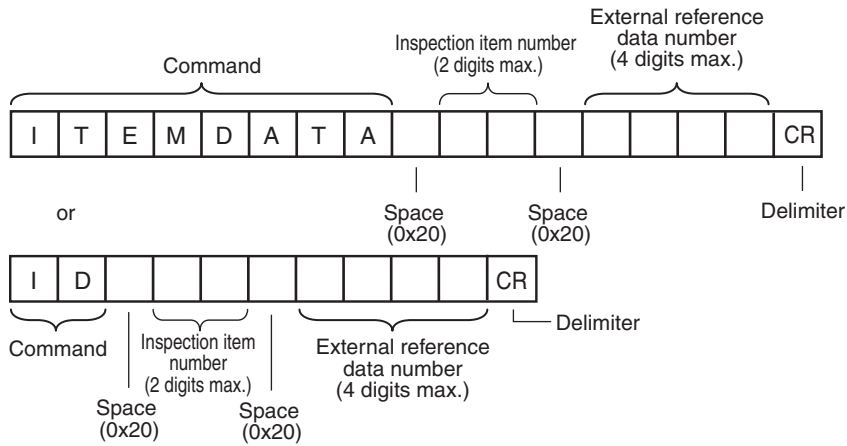 External reference
data number
(4 digits max.)
Inspection item number
(2 digits max.)
Command
I T E M D A T A CR
Space
(0x20)
Space
(0x20)
Delimiter
or
I D CR
Delimiter
Command
Inspection item
number
(2 digits max.)
External reference
data number
(4 digits max.)
Space
(0x20)
Space
(0x20)